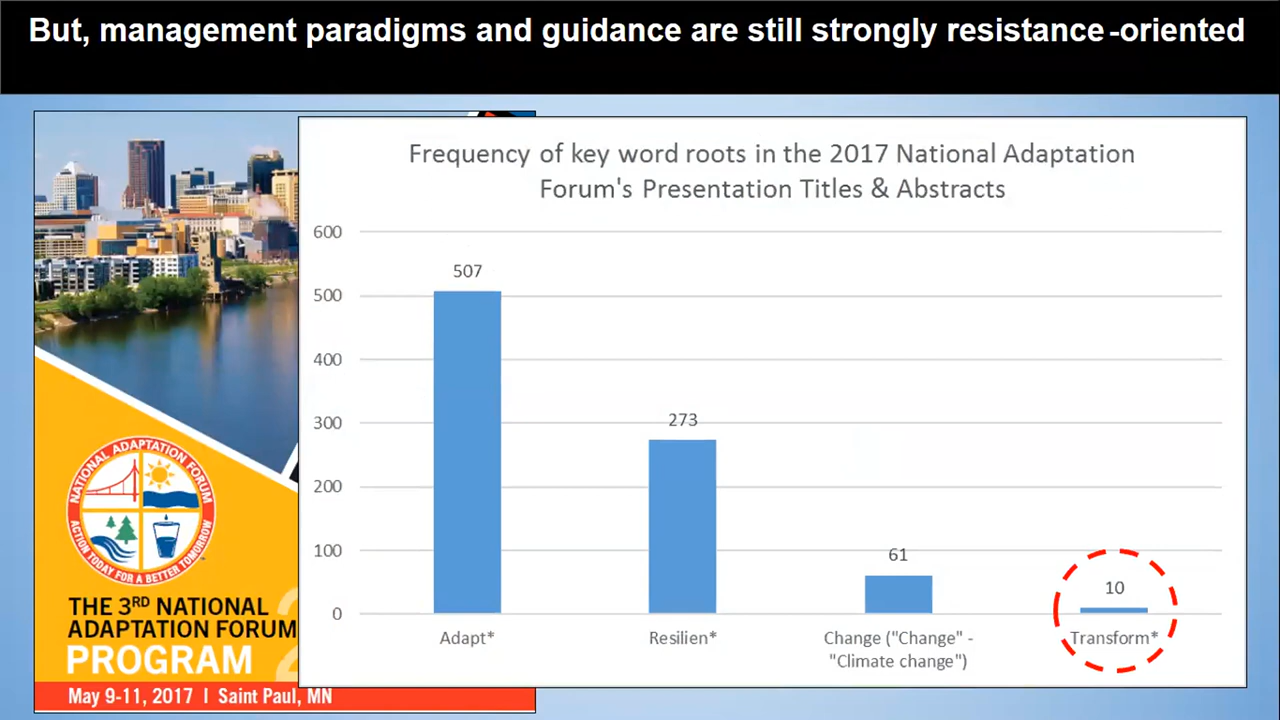 But, management paradigms and guidance are still strongly resistance-oriented
Frequency of key word roots in the 2017 National Adaptation
Forum's Presentation Titles & Abstracts
600
500
400
300
200
100
0
507
273
61
10
Adapt*
Resilien*
Change ("Change" -
"Climate change")
Transform*
NATIONAL ADAPTATION FORUM
ACTION TODAY FOR A BETTER TOMORROW
THE 3RD NATIONAL
ADAPTATION FORUM
PROGRAM
May 9-11, 2017 | Saint Paul, MN